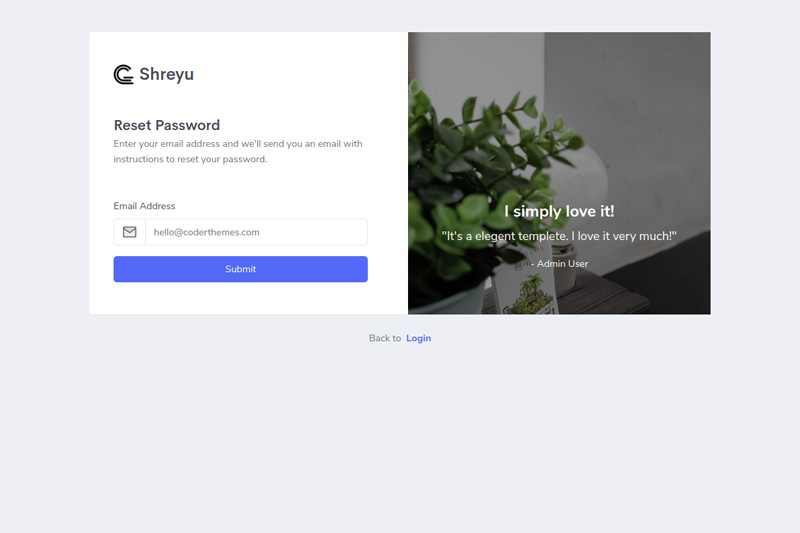 Shreyu
Reset Password
Enter your email address and we'll send you an email with
instructions to reset your password.
Email Address
hello@coderthemes.com
Submit
I simply love it!
"It's a elegent templete. I love it very much!"
- Admin User
Back to Login